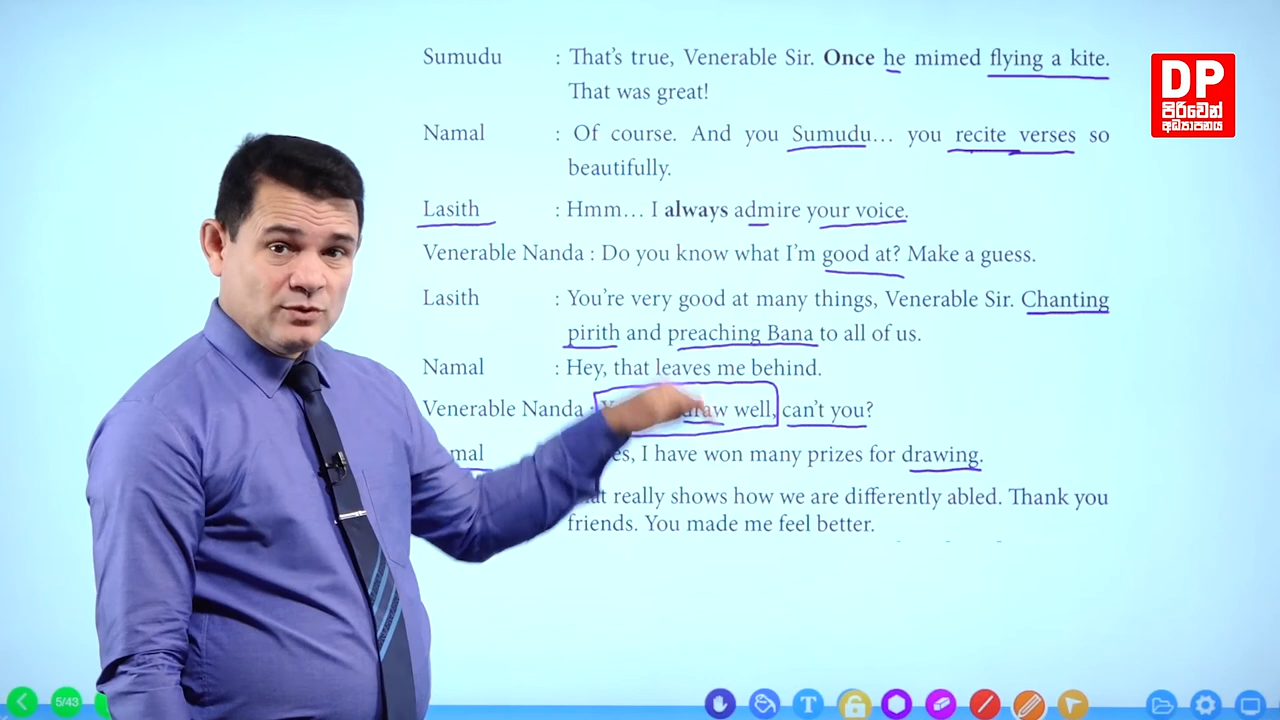 Sumudu : That's true, Venerable Sir. Once he mimed flying a kite.
That was great!
DP
පිරිවෙන්
අධ්‍යාපනය
Namal : Of course. And you Sumudu… you recite verses so
beautifully.
Lasith : Hmm… I always admire your voice.
Venerable Nanda : Do you know what I'm good at? Make a guess.
Lasith : You're very good at many things, Venerable Sir. Chanting
pirith and preaching Bana to all of us.
Namal : Hey, that leaves me behind.
Venerable Nanda : draw well, can't you?
I have won many prizes for drawing.
really shows how we are differently abled. Thank you
friends. You made me feel better.
5/43
T